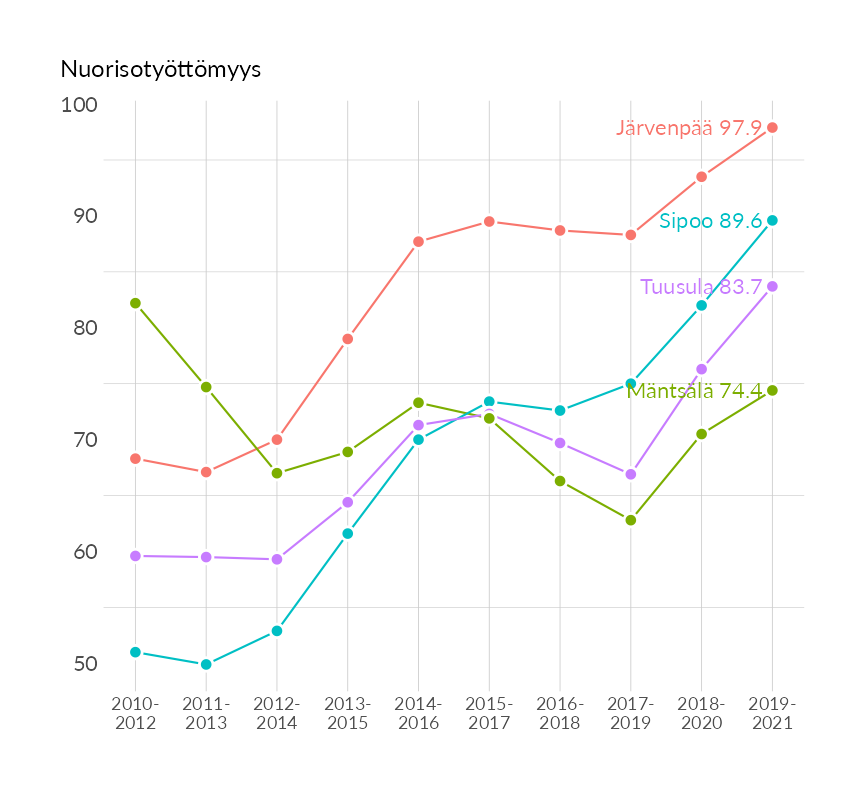 Nuorisotyöttömyys
100
Järvenpää 97.9
90
Sipoo 89.6
Tuusula 83.7
80
Mäntsälä 74.4
70
60
50
2010- 2011- 2012- 2013- 2014- 2015- 2016- 2017- 2018- 2019-
2012 2013 2014 2015 2016 2017 2018 2019 2020 2021